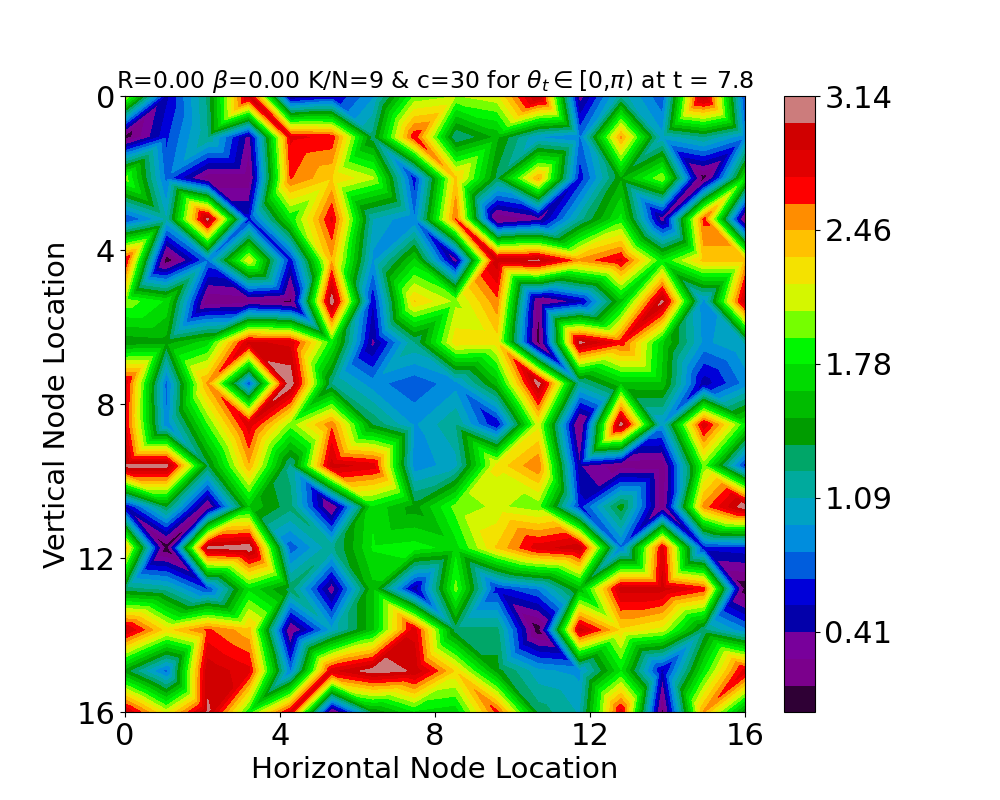 R=0.00 β=0.00 K/N=9 & c=30 for θₜ∈[0,π) at t = 7.8
0
4
8
12
16
Vertical Node Location
0 4 8 12 16
Horizontal Node Location
3.14
2.46
1.78
1.09
0.41